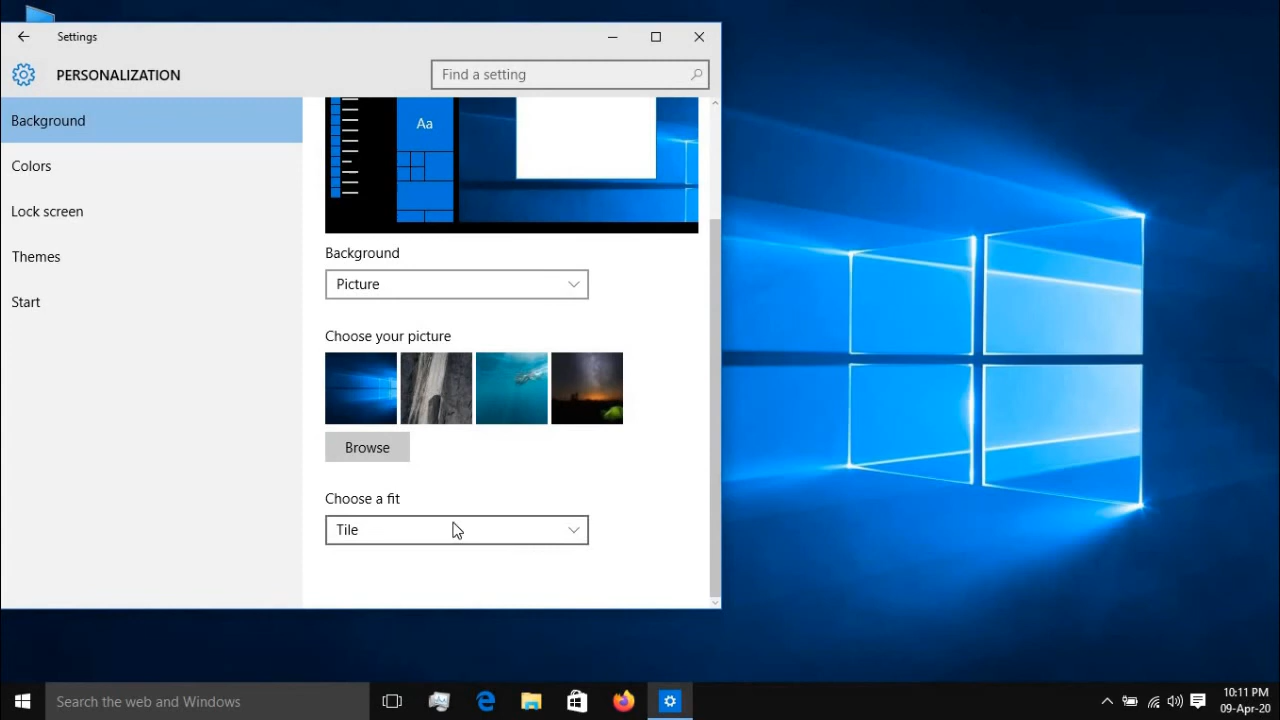 Settings
PERSONALIZATION
Find a setting
Background
Colors
Lock screen
Themes
Start
Aa
Background
Picture
Choose your picture
Browse
Choose a fit
Tile
Search the web and Windows
10:11 PM
09-Apr-20